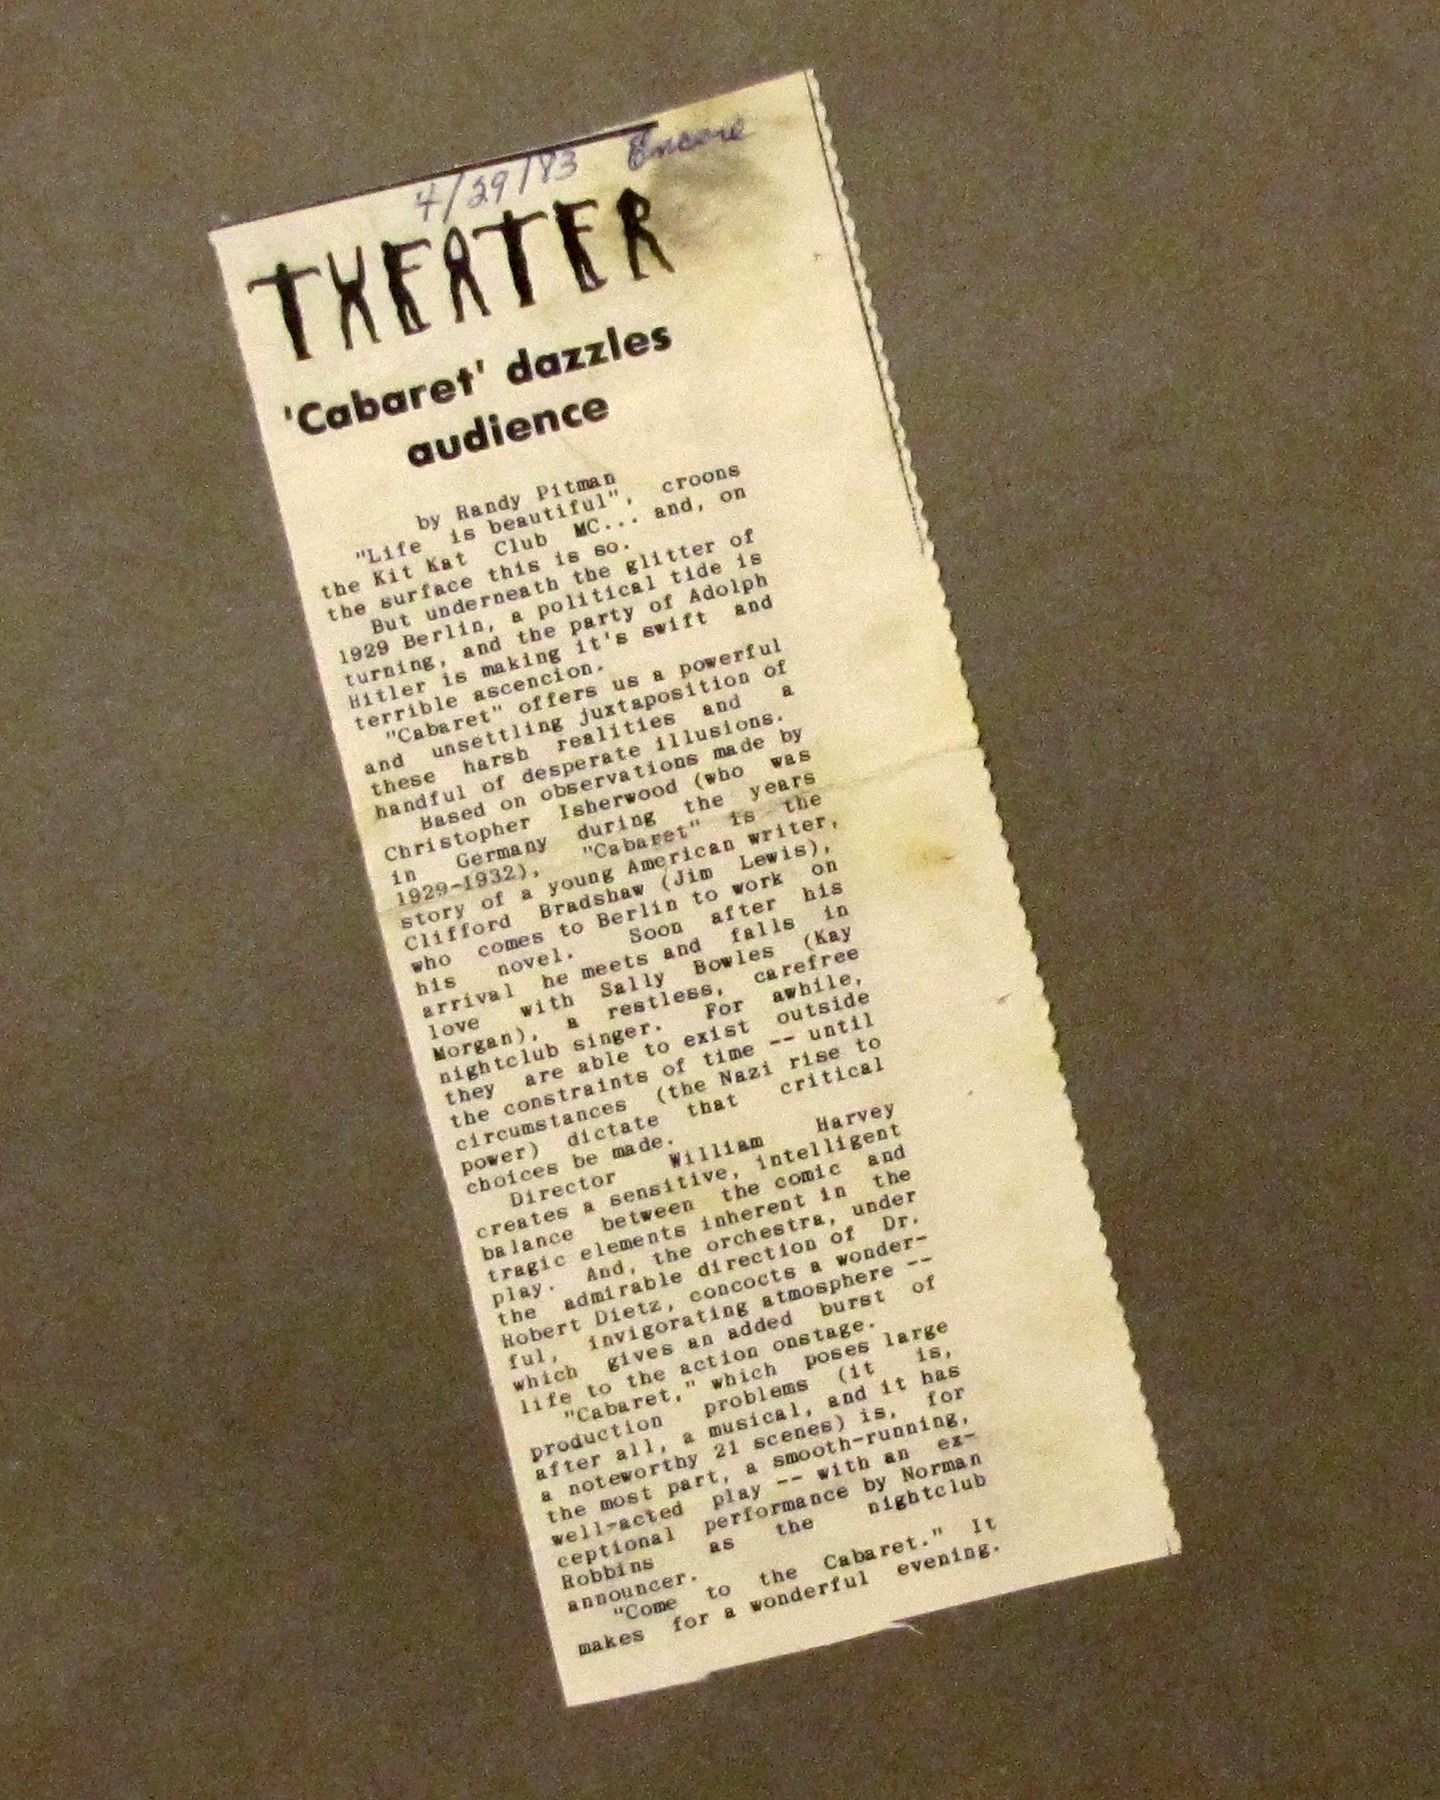 4/29/83 Encore
THEATER
'Cabaret' dazzles
audience
by Randy Pitman
"Life is beautiful", croons
the Kit Kat Club MC... and, on
the surface this is so.
But underneath the glitter of
1929 Berlin, a political tide is
turning, and the party of Adolph
Hitler is making it's swift and
terrible ascencion.
"Cabaret" offers us a powerful
and unsettling juxtaposition of
these harsh realities and a
handful of desperate illusions.
Based on observations made by
Christopher Isherwood (who was
in Germany during the years
1929-1932), "Cabaret" is the
story of a young American writer,
Clifford Bradshaw (Jim Lewis),
who comes to Berlin to work on
his novel. Soon after his
arrival he meets and falls in
love with Sally Bowles (Kay
Morgan), a restless, carefree
nightclub singer. For awhile,
they are able to exist outside
the constraints of time -- until
circumstances (the Nazi rise to
power) dictate that critical
choices be made.
Director William Harvey
creates a sensitive, intelligent
balance between the comic and
tragic elements inherent in the
play. And, the orchestra, under
the admirable direction of Dr.
Robert Dietz, concocts a wonder-
ful, invigorating atmosphere --
which gives an added burst of
life to the action onstage.
"Cabaret," which poses large
production problems (it is,
after all, a musical, and it has
a noteworthy 21 scenes) is, for
the most part, a smooth-running,
well-acted play -- with an ex-
ceptional performance by Norman
Robbins as the nightclub
announcer.
"Come to the Cabaret." It
makes for a wonderful evening.